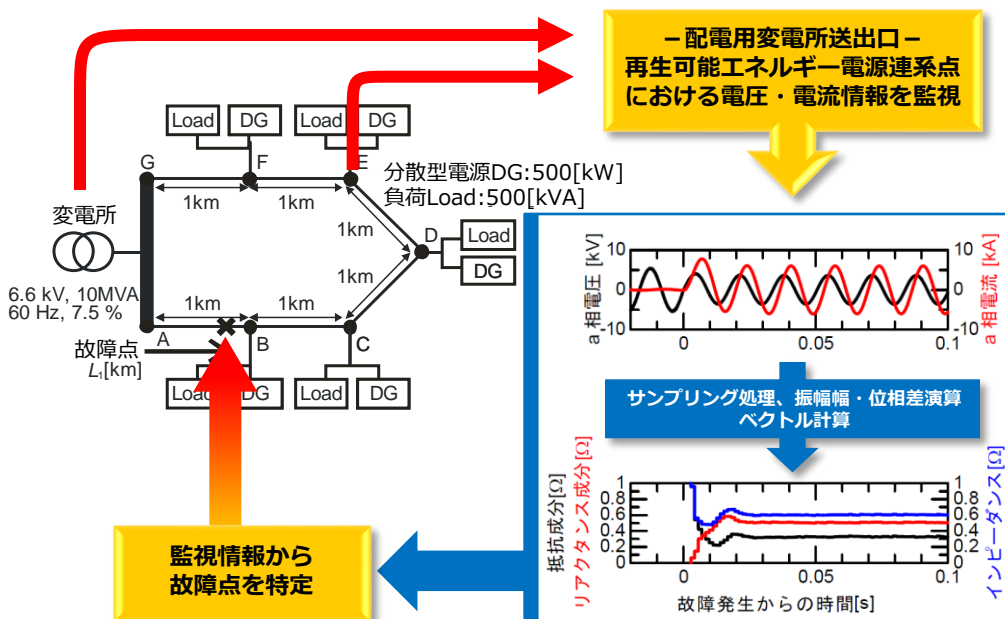 －配電用変電所送出口－
再生可能エネルギー電源連系点
における電圧・電流情報を監視
Load DG Load DG
G F E
分散型電源DG:500[kW]
負荷Load:500[kVA]
1km 1km
変電所
1km
D
Load
DG
1km
6.6 kV, 10MVA
60 Hz, 7.5 %
1km 1km
A B C
故障点
L₁[km]
Load DG Load DG
監視情報から
故障点を特定
a 相電圧 [kV]
10
0
-10
a 相電流 [kA]
10
0
-10
0 0.05 0.1
サンプリング処理、振幅幅・位相差演算
ベクトル計算
抵抗成分[Ω]
リアクタンス成分[Ω]
1
0.8
0.6
0.4
0.2
0
インピーダンス[Ω]
1
0.8
0.6
0.4
0.2
0
0 0.05 0.1
故障発生からの時間[s]